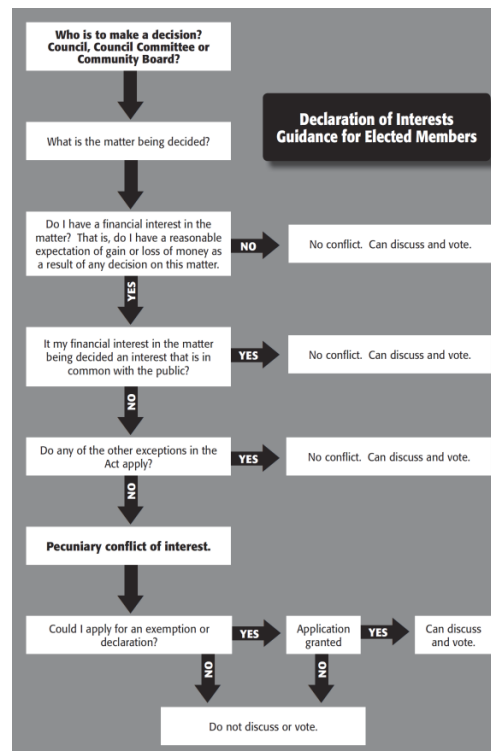 Who is to make a decision?
Council, Council Committee or
Community Board?
Declaration of Interests
Guidance for Elected Members
What is the matter being decided?
Do I have a financial interest in the
matter?  That is, do I have a reasonable
expectation of gain or loss of money as
a result of any decision on this matter.
NO
No conflict.  Can discuss and vote.
YES
It my financial interest in the matter
being decided an interest that is in
common with the public?
YES
No conflict.  Can discuss and vote.
NO
Do any of the other exceptions in the
Act apply?
YES
No conflict.  Can discuss and vote.
NO
Pecuniary conflict of interest.
Could I apply for an exemption or
declaration?
YES
Application
granted
YES
Can discuss
and vote.
NO
NO
Do not discuss or vote.